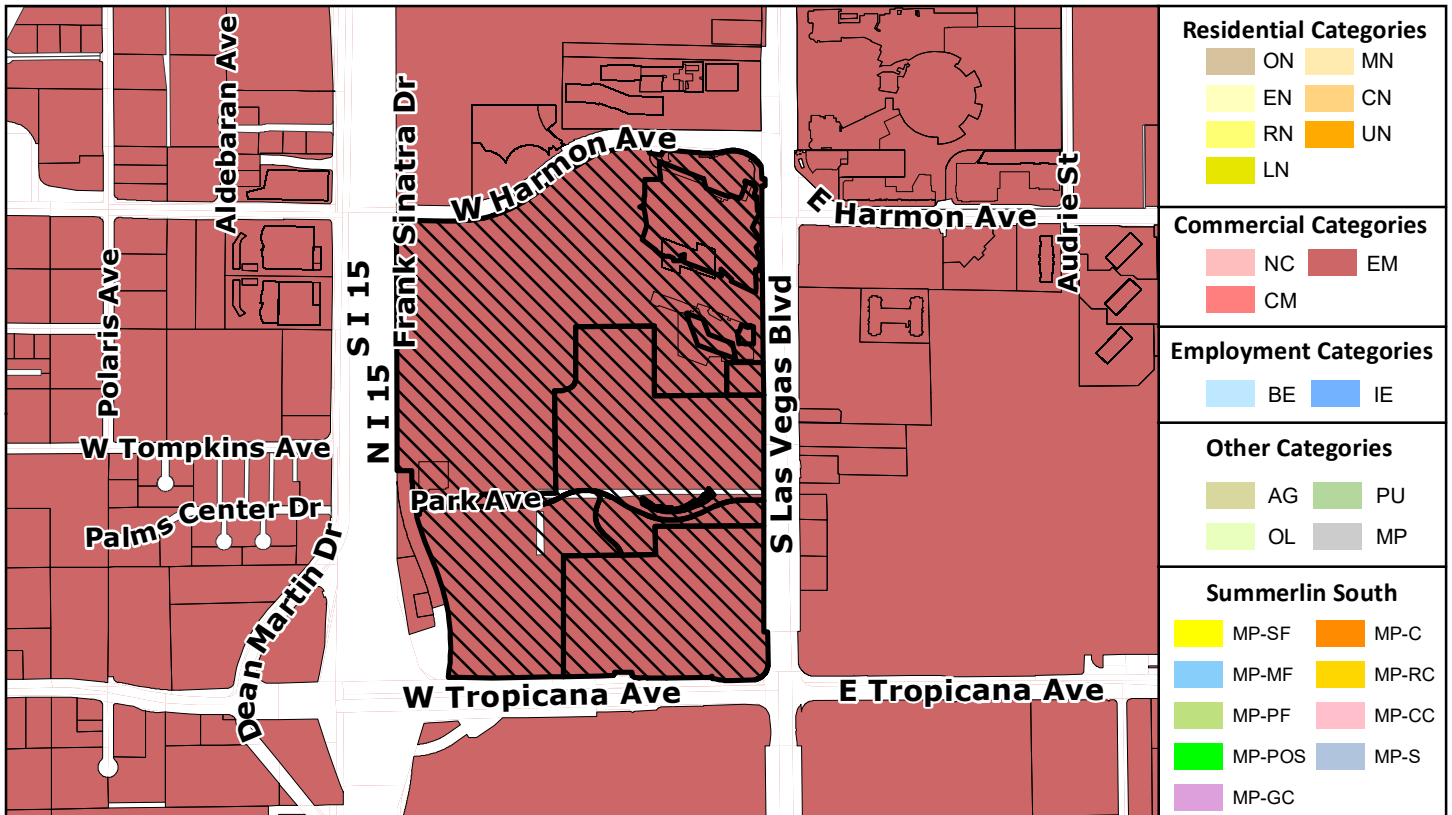 Aldebaran Ave
Frank Sinatra Dr
W Harmon Ave
E Harmon Ave
Audrie St
Polaris Ave
S I 15
N I 15
S Las Vegas Blvd
W Tompkins Ave
Park Ave
Palms Center Dr
Dean Martin Dr
W Tropicana Ave
E Tropicana Ave
Residential Categories
ON MN
EN CN
RN UN
LN
Commercial Categories
NC EM
CM
Employment Categories
BE IE
Other Categories
AG PU
OL MP
Summerlin South
MP-SF MP-C
MP-MF MP-RC
MP-PF MP-CC
MP-POS MP-S
MP-GC